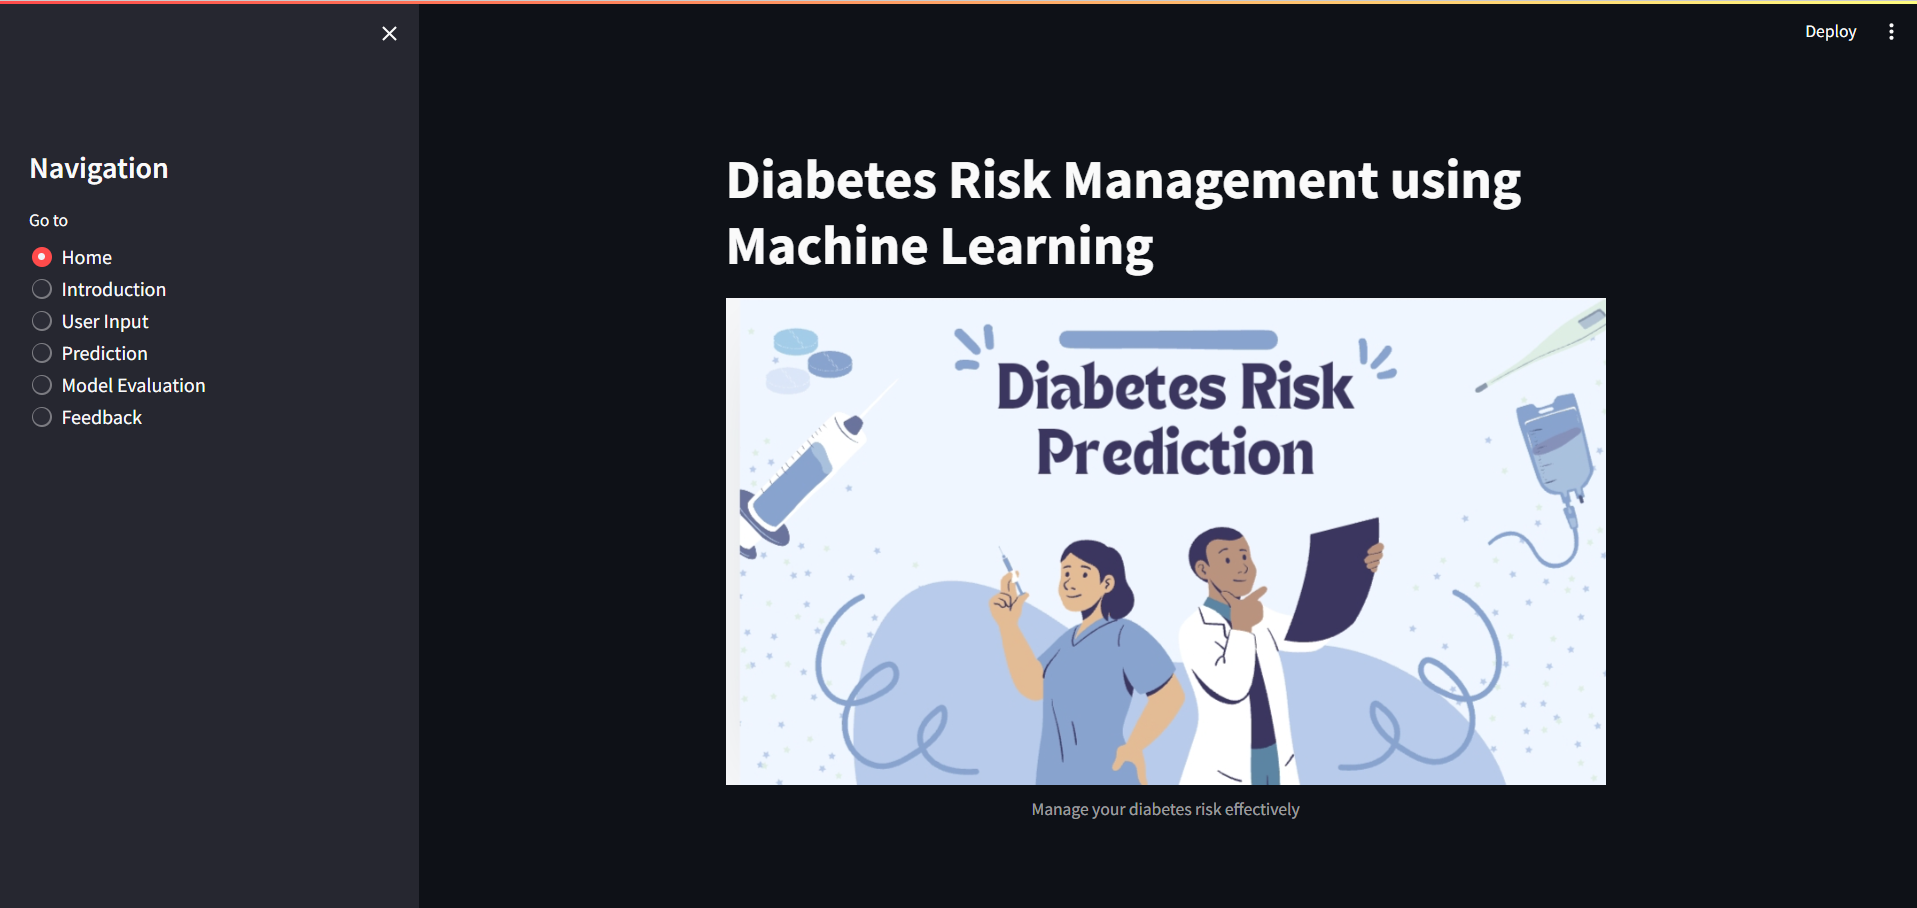 Deploy
Navigation
Go to
Home
Introduction
User Input
Prediction
Model Evaluation
Feedback
Diabetes Risk Management using
Machine Learning
Diabetes Risk
Prediction
Manage your diabetes risk effectively